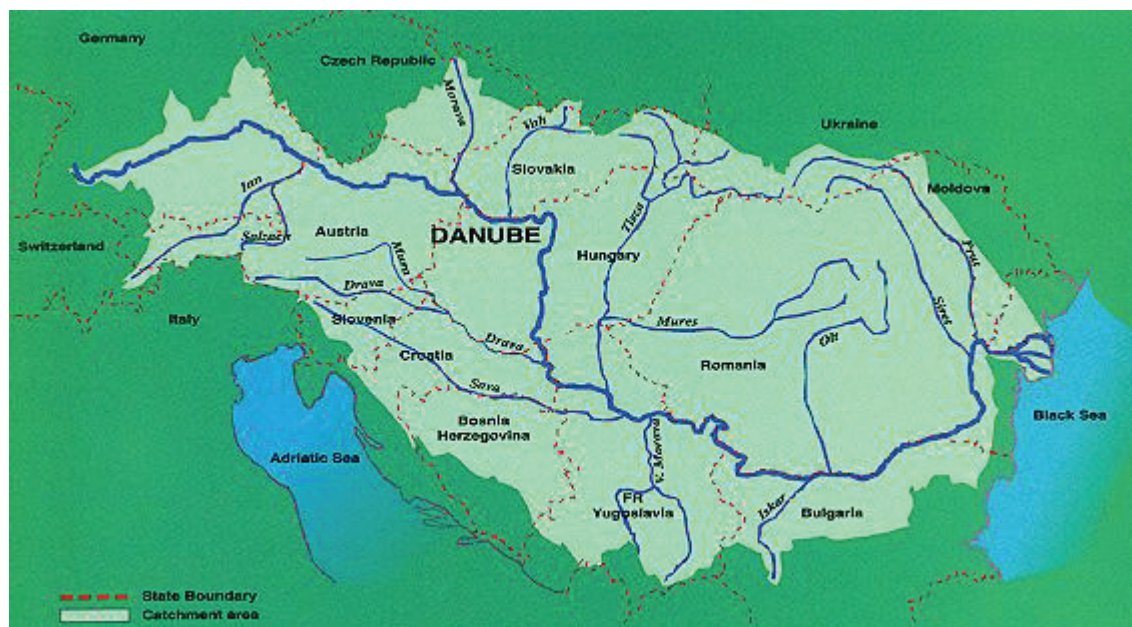 Germany
Czech Republic
Morava
Vah
Ukraine
Slovakia
Moldova
Inn
Tisza
Switzerland
Salzach
Austria
DANUBE
Hungary
Prut
Mura
Drava
Siret
Italy
Slovenia
Mures
Olt
Drava
Croatia
Romania
Sava
Bosnia
Herzegovina
Black Sea
V. Morava
Adriatic Sea
FR
Yugoslavia
Iskar
Bulgaria
State Boundary
Catchment area